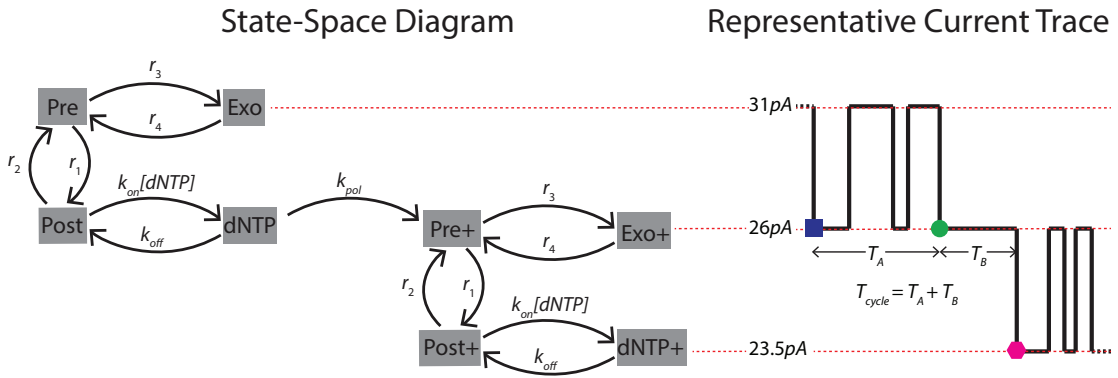 State-Space Diagram
Representative Current Trace
r3
Pre
Exo
r4
r2
r1
kon[dNTP]
Post
dNTP
koff
kpol
r3
Pre+
Exo+
r4
r2
r1
kon[dNTP]
Post+
dNTP+
koff
31pA
26pA
TA
TB
Tcycle = TA + TB
23.5pA